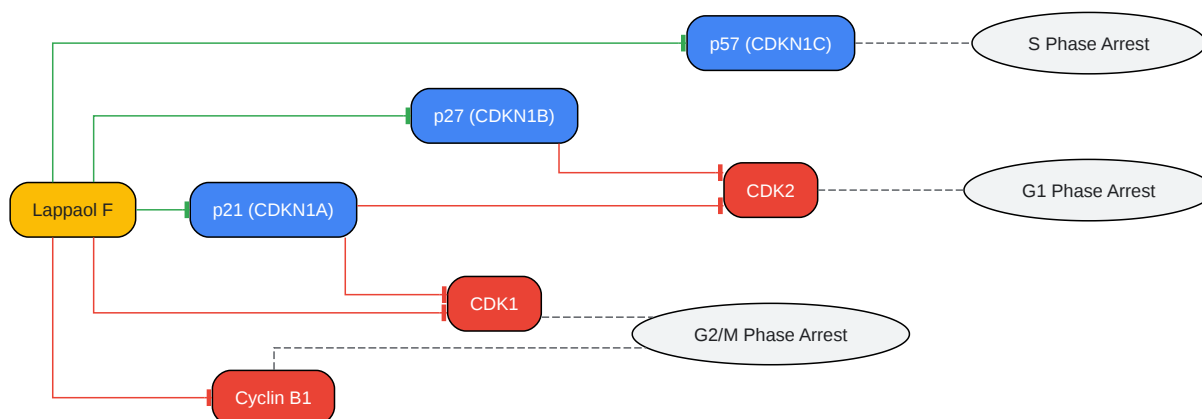 p57 (CDKN1C)
S Phase Arrest
p27 (CDKN1B)
Lappaol F
p21 (CDKN1A)
CDK2
G1 Phase Arrest
CDK1
G2/M Phase Arrest
Cyclin B1